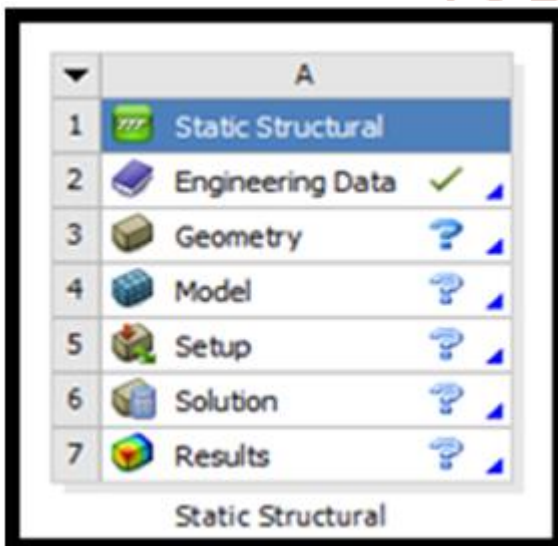 A
1 Static Structural
2 Engineering Data
3 Geometry ?
4 Model ?
5 Setup ?
6 Solution ?
7 Results ?
Static Structural